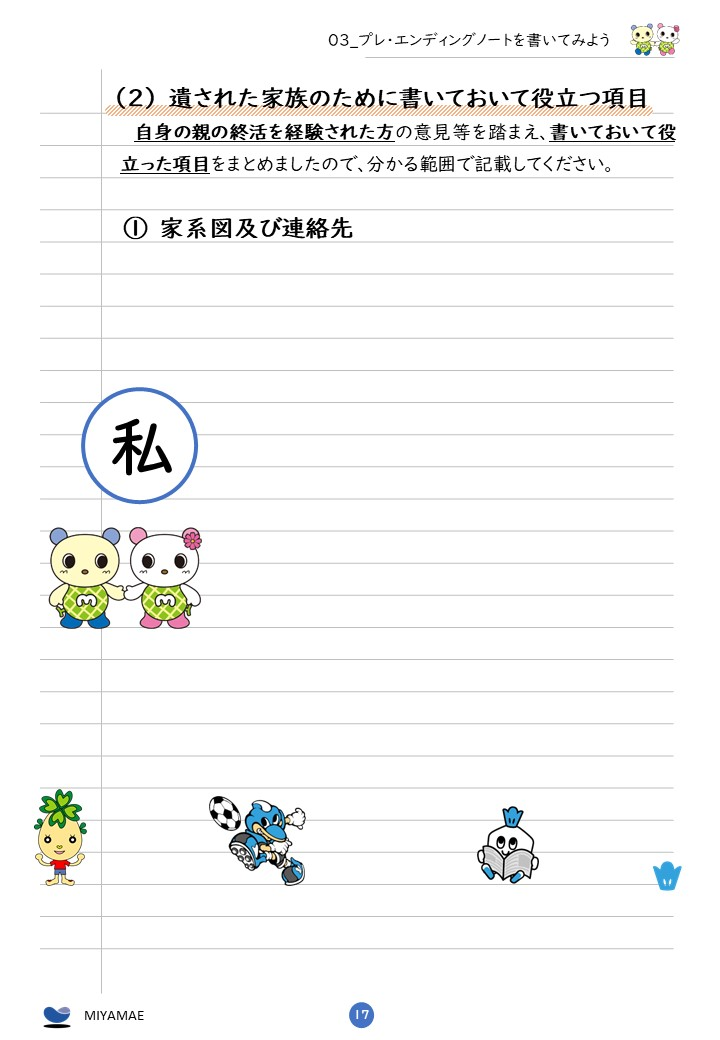 03_プレ・エンディングノートを書いてみよう
（2）遺された家族のために書いておいて役立つ項目
自身の親の終活を経験された方の意見等を踏まえ、書いておいて役
立った項目をまとめましたので、分かる範囲で記載してください。
① 家系図及び連絡先
私
M M
MIYAMAE
17